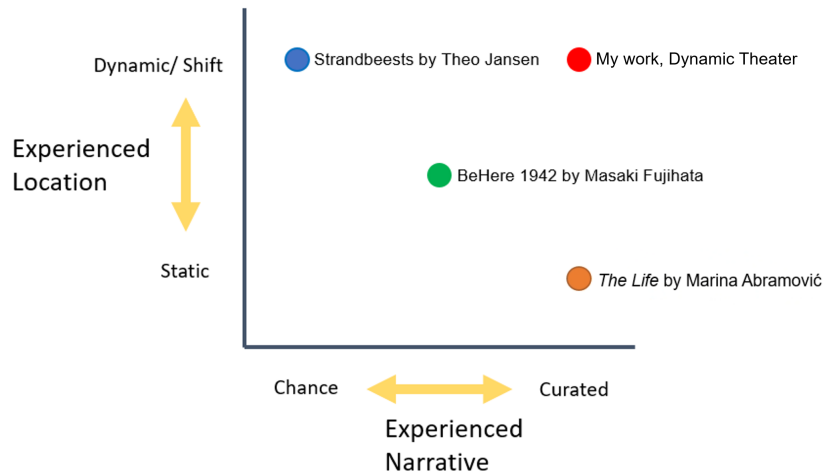 Dynamic/ Shift
Strandbeests by Theo Jansen
My work, Dynamic Theater
Experienced
Location
BeHere 1942 by Masaki Fujihata
Static
The Life by Marina Abramović
Chance
Curated
Experienced
Narrative